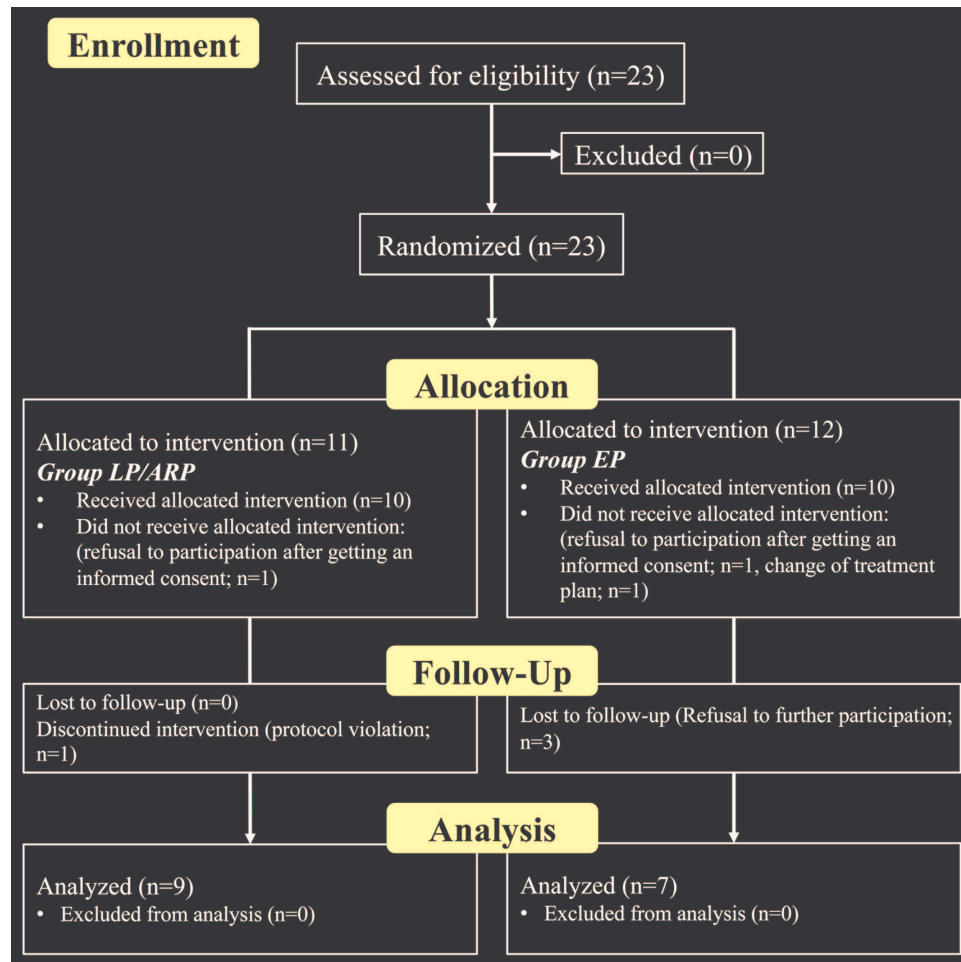 Enrollment
Assessed for eligibility (n=23)
Excluded (n=0)
Randomized (n=23)
Allocation
Allocated to intervention (n=11)
Group LP/ARP
• Received allocated intervention (n=10)
• Did not receive allocated intervention:
(refusal to participation after getting an
informed consent; n=1)
Allocated to intervention (n=12)
Group EP
• Received allocated intervention (n=10)
• Did not receive allocated intervention:
(refusal to participation after getting an
informed consent; n=1, change of treatment
plan; n=1)
Follow-Up
Lost to follow-up (n=0)
Discontinued intervention (protocol violation;
n=1)
Lost to follow-up (Refusal to further participation;
n=3)
Analysis
Analyzed (n=9)
• Excluded from analysis (n=0)
Analyzed (n=7)
• Excluded from analysis (n=0)